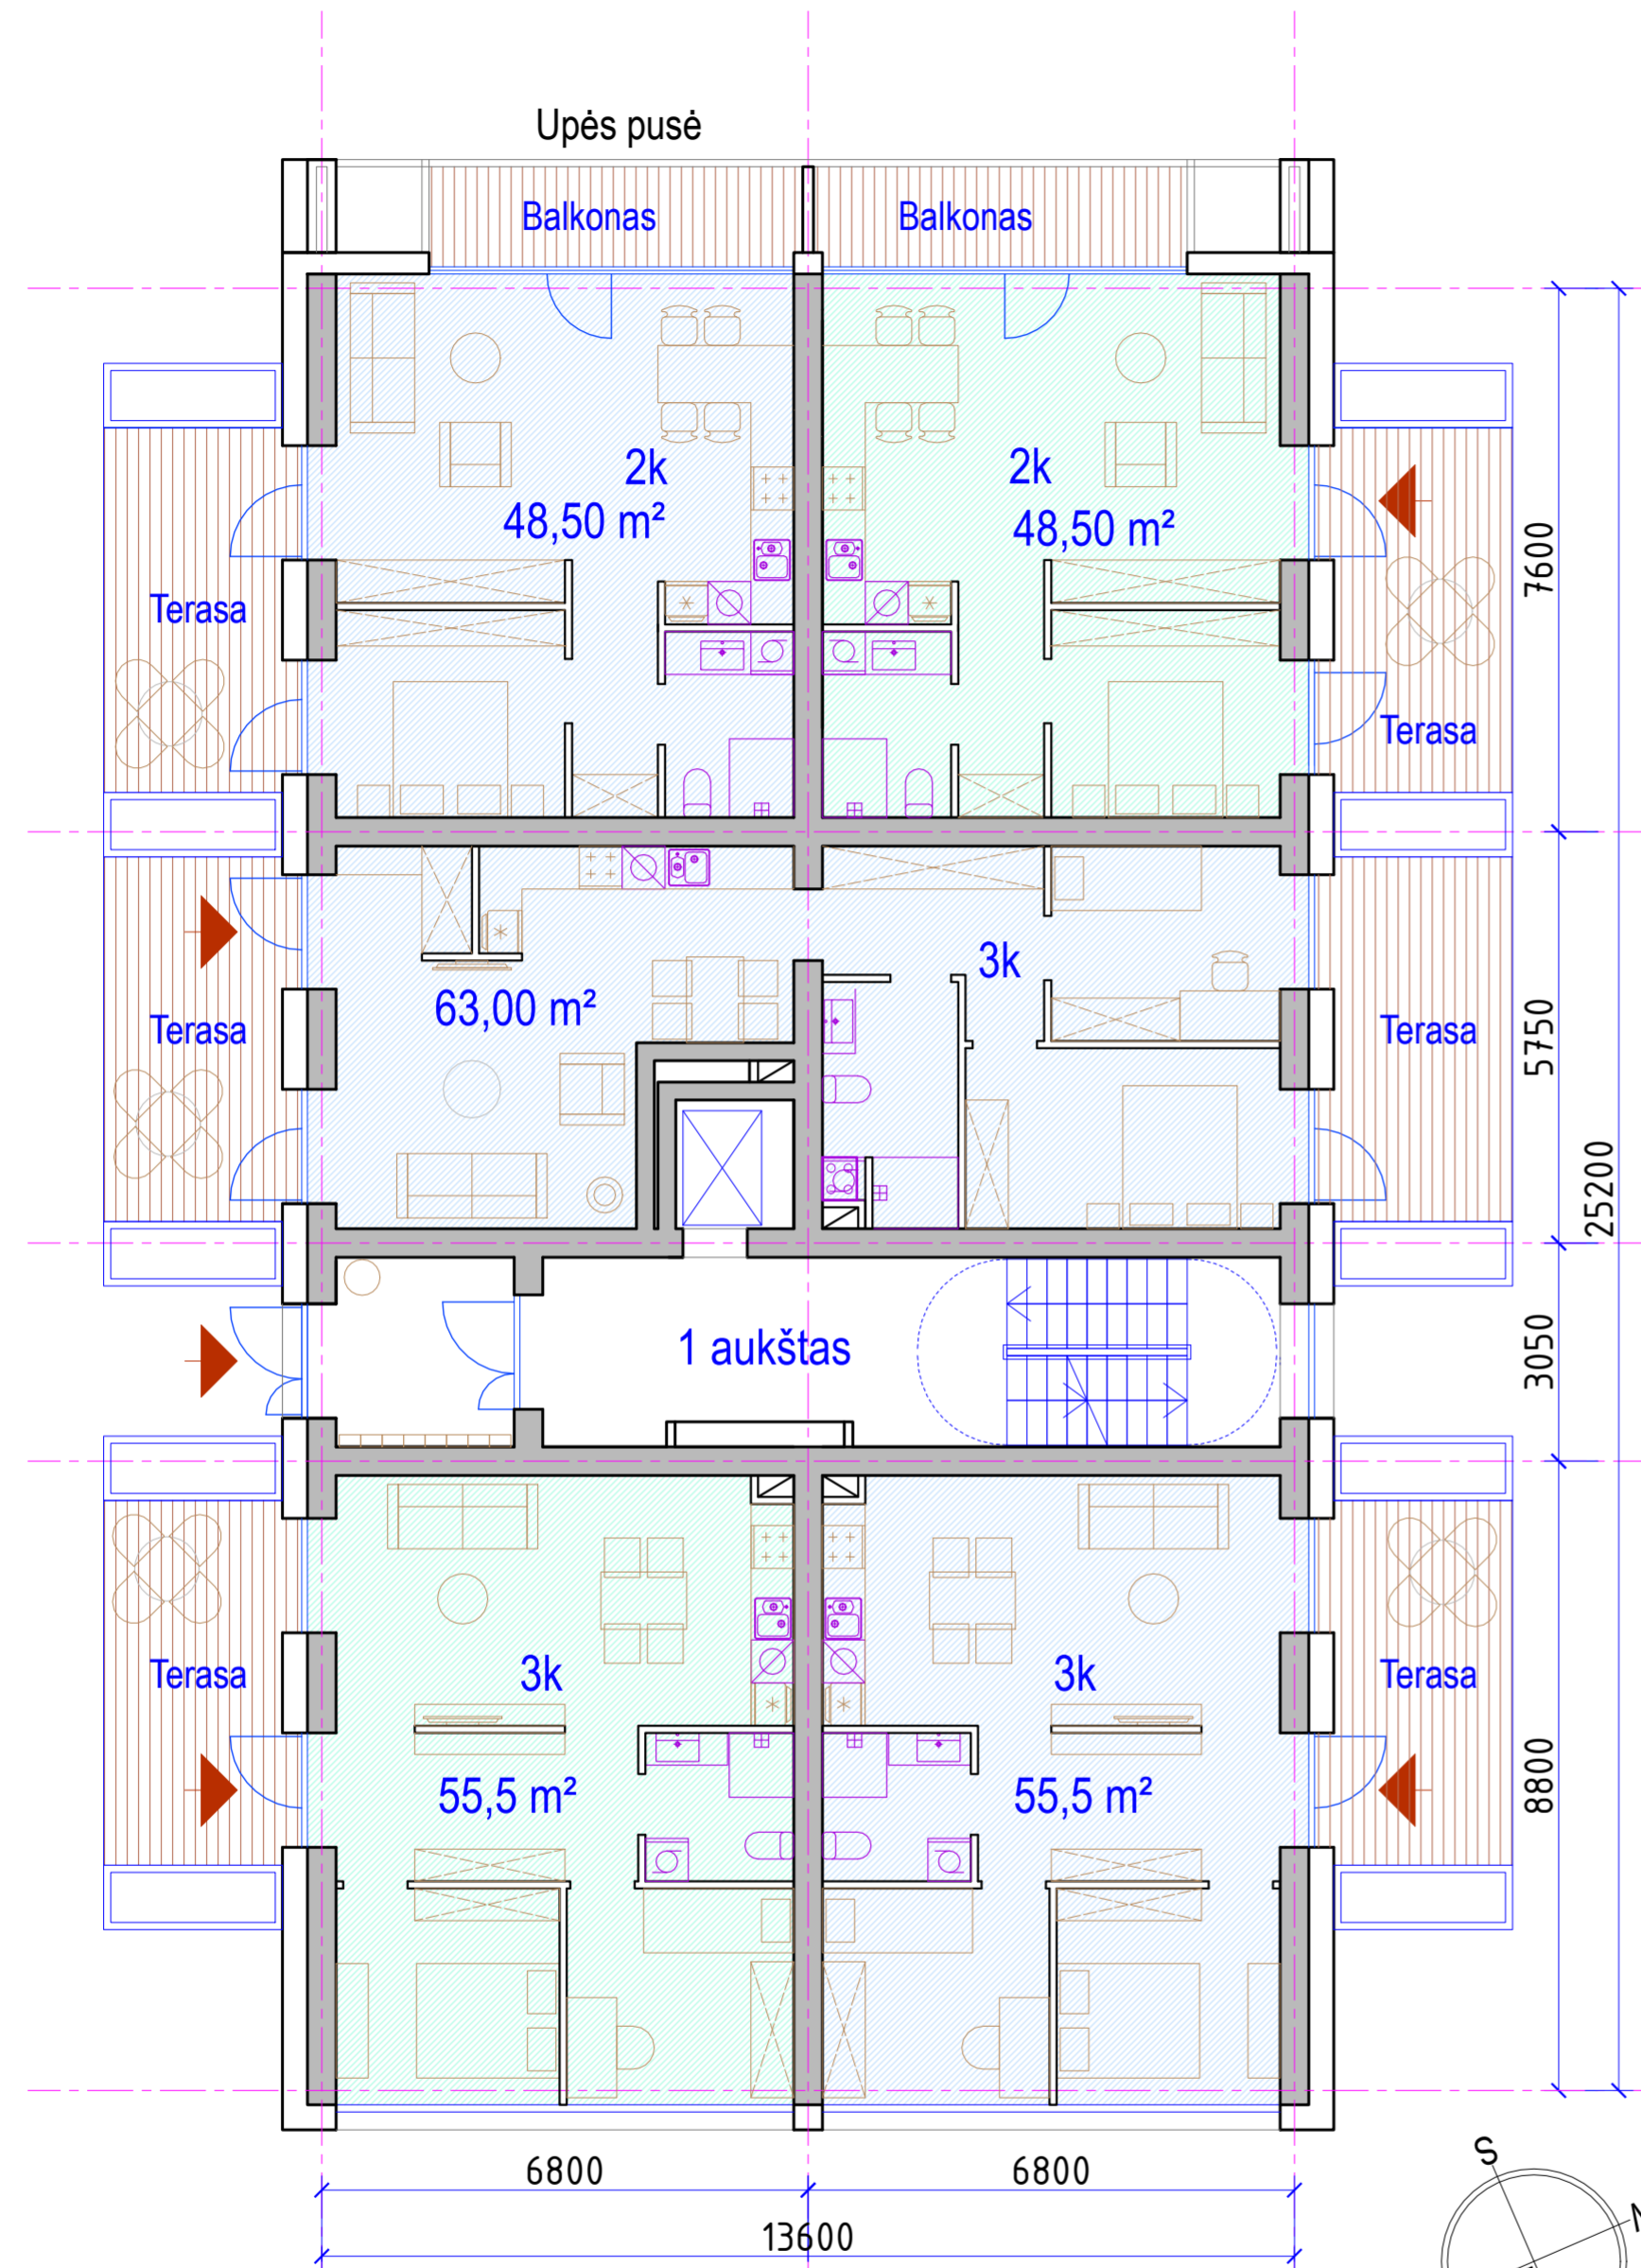 Upės pusė
Balkonas
Balkonas
2k
48,50 m²
2k
48,50 m²
7600
Terasa
Terasa
3k
63,00 m²
Terasa
Terasa
5750
25200
1 aukštas
3050
3k
3k
Terasa
Terasa
55,5 m²
55,5 m²
8800
6800
6800
13600
S